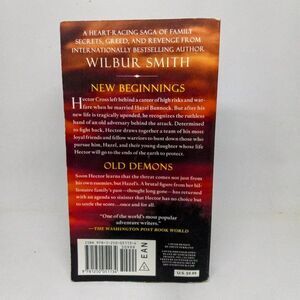 A HEART-RACING SAGA OF FAMILY
SECRETS, GREED, AND REVENGE FROM
INTERNATIONALLY BESTSELLING AUTHOR
WILBUR SMITH
NEW BEGINNINGS
Hector Cross left behind a career of high risks and war-
fare when he married Hazel Bannock. But after his
new life is tragically upended, he recognizes the ruthless
hand of an old adversary behind the attack. Determined
to fight back, Hector draws together a team of his most
loyal friends and fellow warriors to hunt down those who
pursue him, Hazel, and their young daughter whose life
Hector will go to the ends of the earth to protect.
OLD DEMONS
Soon Hector learns that the threat comes not just from
his own enemies, but Hazel's. A brutal figure from her bil-
lionaire family's past—thought long gone—has returned
with an agenda so sinister that Hector has no choice but
to settle the score...once and for all.
"One of the world's most popular
adventure writers."
—THE WASHINGTON POST BOOK WORLD
EAN
U.S. $9.99